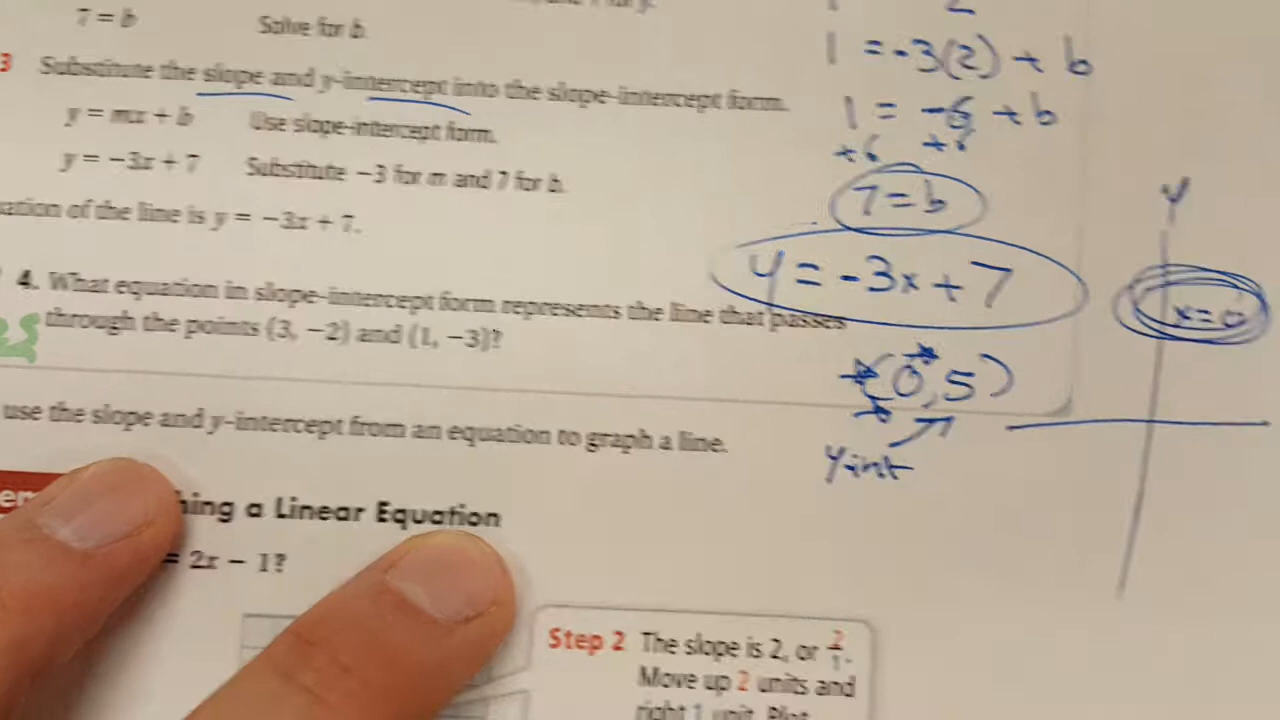 7 = b Solve for b.
3 Substitute the slope and y-intercept into the slope-intercept form.
y = mx + b Use slope-intercept form.
y = −3x + 7 Substitute −3 for m and 7 for b.
of the line is y = −3x + 7.
4. What equation in slope-intercept form represents the line that passes
through the points (3, −2) and (1, −3)?
use the slope and y-intercept from an equation to graph a line.
a Linear Equation
= 2x − 1?
Step 2 The slope is 2, or 2/1.
Move up 2 units and
right 1 unit. Plot
1 = -3(2) + b
1 = -6 + b
+6 +6
7 = b
y = -3x + 7
(0,5)
y-int
y
x=0